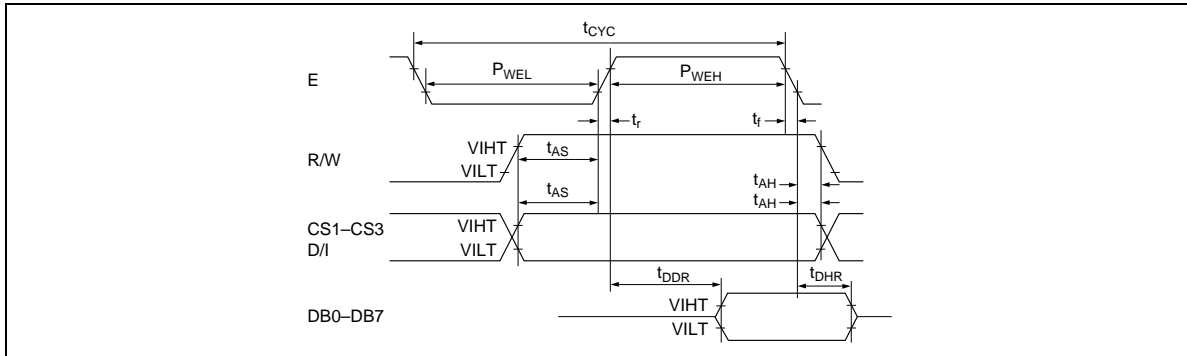 tCYC
E
PWEL
PWEH
tr
tf
R/W
VIHT
VILT
tAS
tAH
tAS
tAH
CS1–CS3
D/I
VIHT
VILT
tDDR
tDHR
DB0–DB7
VIHT
VILT